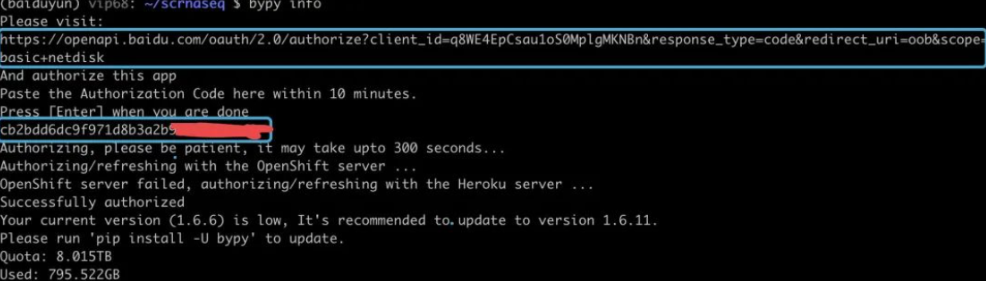 (baiduyun) vip68: ~/scrnaseq $ bypy info
Please visit:
https://openapi.baidu.com/oauth/2.0/authorize?client_id=q8WE4EpCsau1oS0MplgMKNBn&response_type=code&redirect_uri=oob&scope=
basic+netdisk
And authorize this app
Paste the Authorization Code here within 10 minutes.
Press [Enter] when you are done
cb2bdd6dc9f971d8b3a2b9
Authorizing, please be patient, it may take upto 300 seconds...
Authorizing/refreshing with the OpenShift server ...
OpenShift server failed, authorizing/refreshing with the Heroku server ...
Successfully authorized
Your current version (1.6.6) is low, It's recommended to update to version 1.6.11.
Please run 'pip install -U bypy' to update.
Quota: 8.015TB
Used: 795.522GB